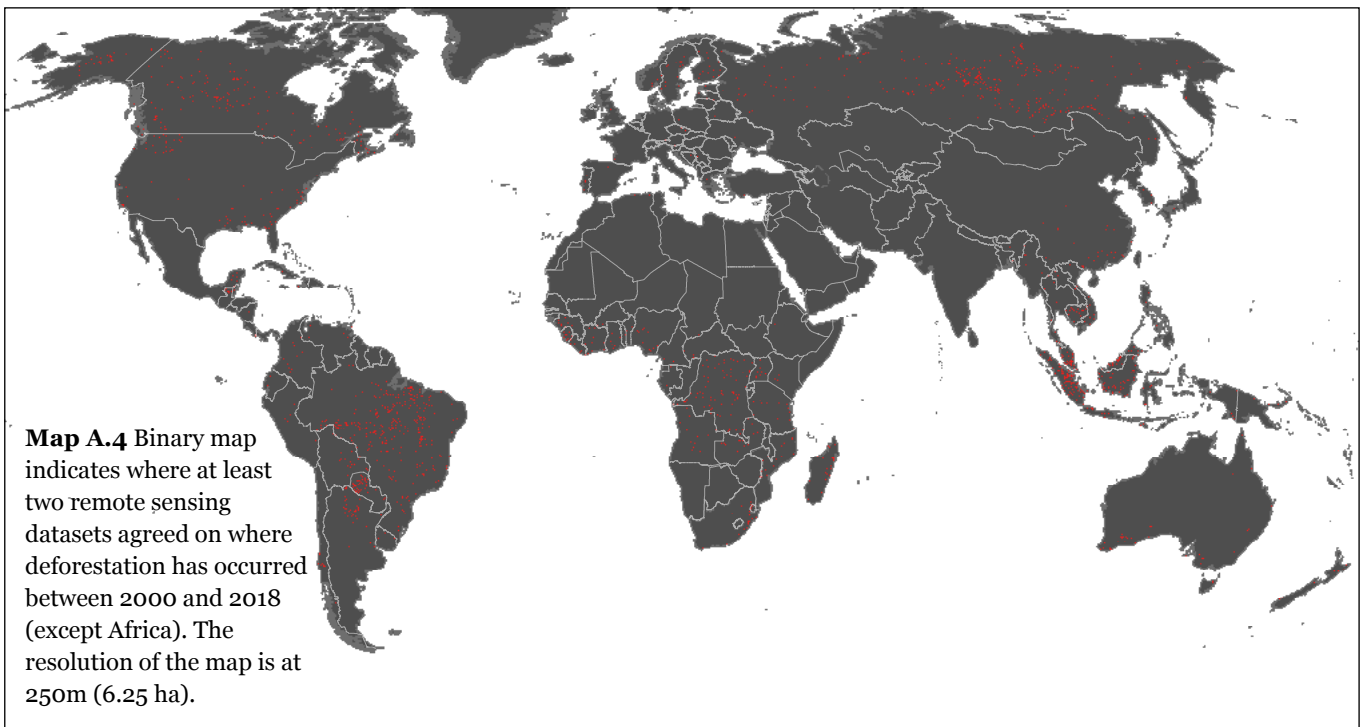 Map A.4 Binary map
indicates where at least
two remote sensing
datasets agreed on where
deforestation has occurred
between 2000 and 2018
(except Africa). The
resolution of the map is at
250m (6.25 ha).